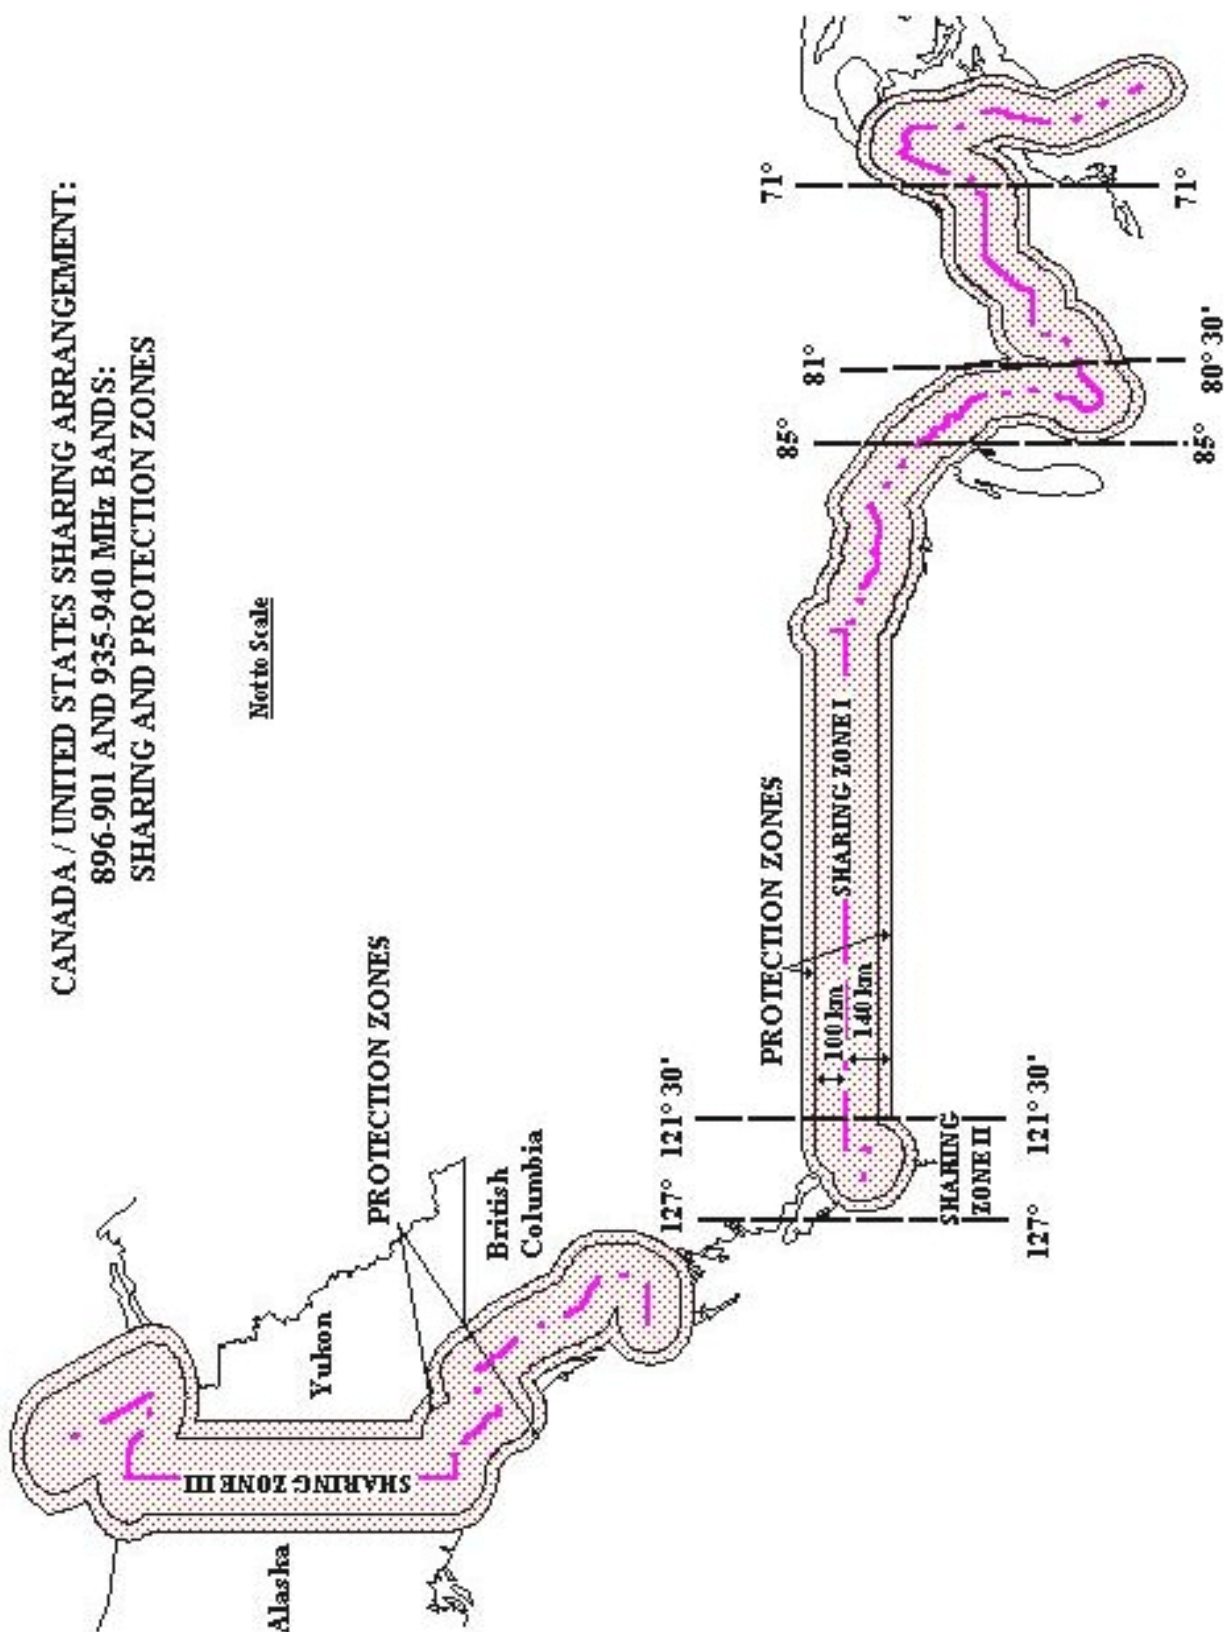 CANADA / UNITED STATES SHARING ARRANGEMENT:
896-901 AND 935-940 MHz BANDS:
SHARING AND PROTECTION ZONES
Not to Scale
PROTECTION ZONES
Yukon
British
Columbia
Alaska
SHARING ZONE III
127°
121° 30'
PROTECTION ZONES
100 km
140 km
SHARING ZONE I
85°
81°
71°
SHARING
ZONE II
127°
121° 30'
85°
80° 30'
71°